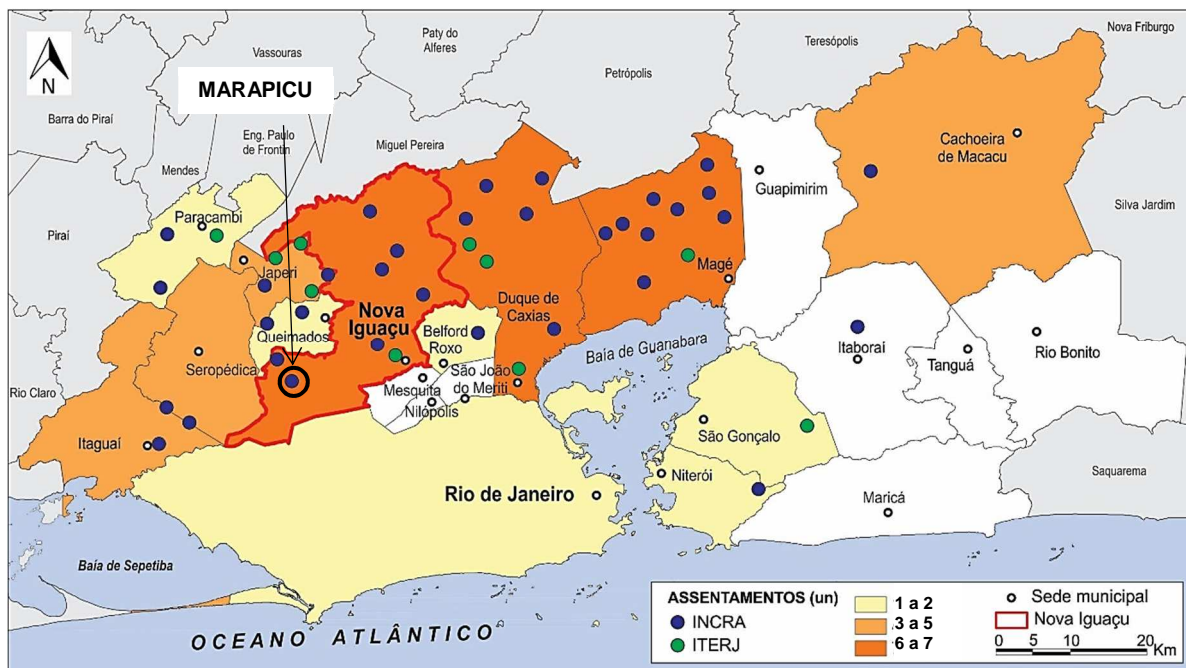 Nova Friburgo
Paty do
Alferes
Teresópolis
Vassouras
Petrópolis
N
MARAPICU
Barra do Piraí
Eng. Paulo
de Frontin
Miguel Pereira
Cachoeira
de Macacu
Mendes
Guapimirim
Paracambi
Silva Jardim
Piraí
Japeri
Magé
Nova
Iguaçu
Duque de
Caxias
Queimados
Belford
Roxo
Baía de Guanabara
Itaboraí
Rio Bonito
Tanguá
Seropédica
São João
do Meriti
Rio Claro
Mesquita
Nilópolis
Itaguaí
São Gonçalo
Niterói
Saquarema
Rio de Janeiro
Maricá
Baía de Sepetiba
OCEANO ATLÂNTICO
ASSENTAMENTOS (un)
INCRA
ITERJ
1 a 2
3 a 5
6 a 7
Sede municipal
Nova Iguaçu
0 5 10 20
Km